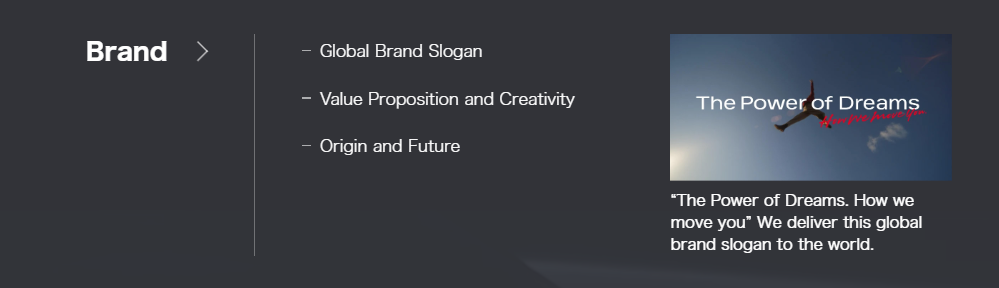 Brand
– Global Brand Slogan
– Value Proposition and Creativity
– Origin and Future
The Power of Dreams
How we move you.
“The Power of Dreams. How we
move you” We deliver this global
brand slogan to the world.